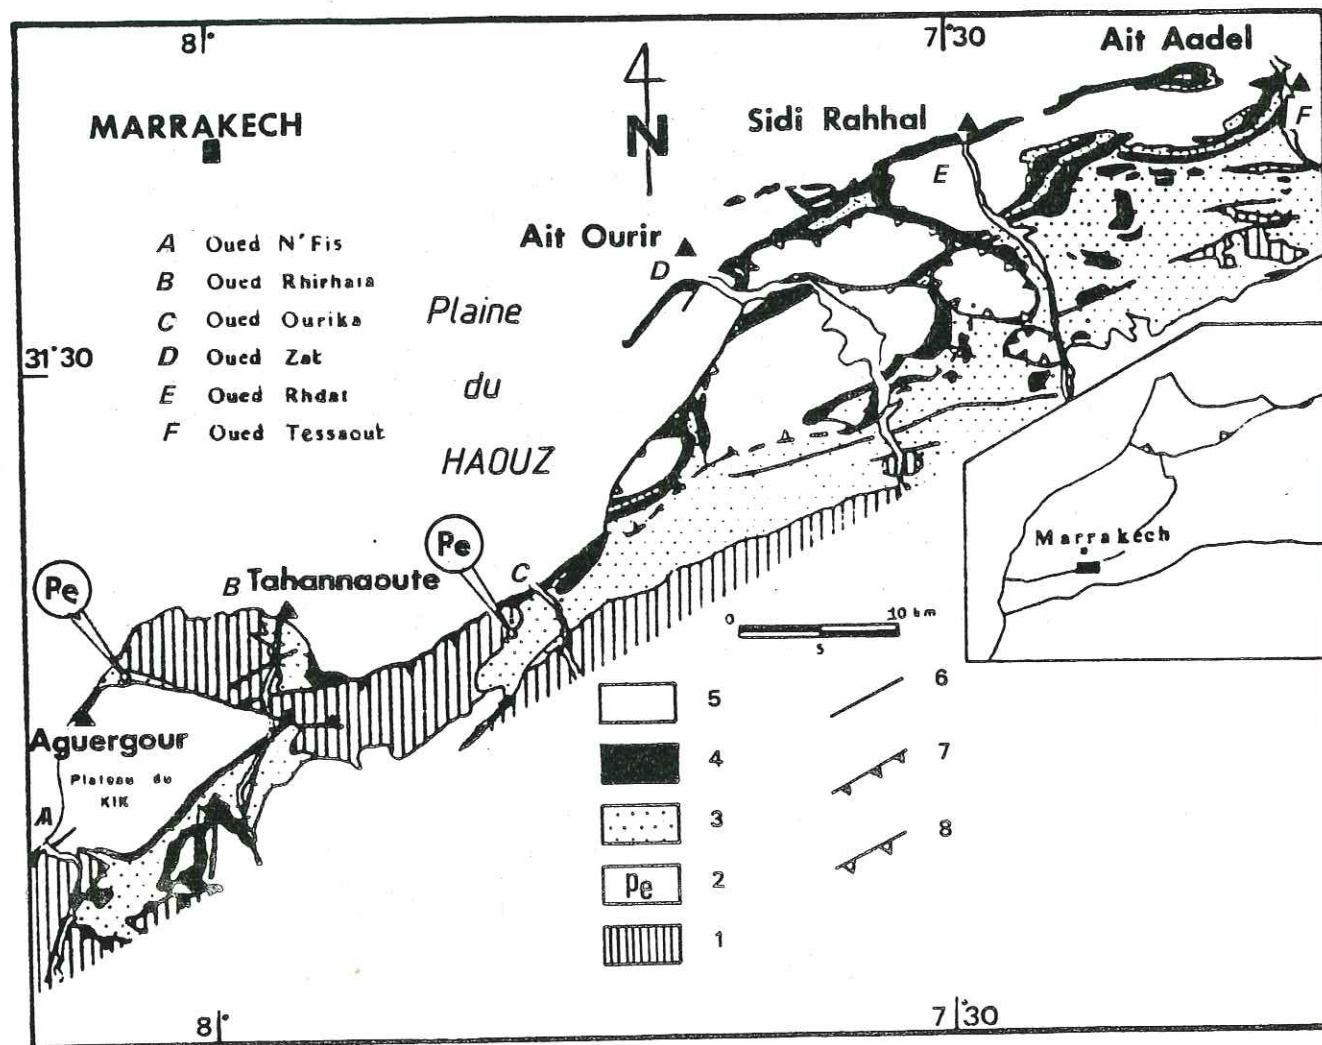 8°
7°30
Ait Aadel
MARRAKECH
N
Sidi Rahhal
F
E
A Oued N'Fis
B Oued Rhirhaia
C Oued Ourika
D Oued Zat
E Oued Rhdat
F Oued Tessaout
Ait Ourir
D
Plaine
du
HAOUZ
31°30
Marrakech
Pe
Pe
B Tahannaoute
C
0 10 km
5
Aguergour
Plateau du
KIK
A
5
4
3
Pe 2
1
6
7
8
8°
7°30